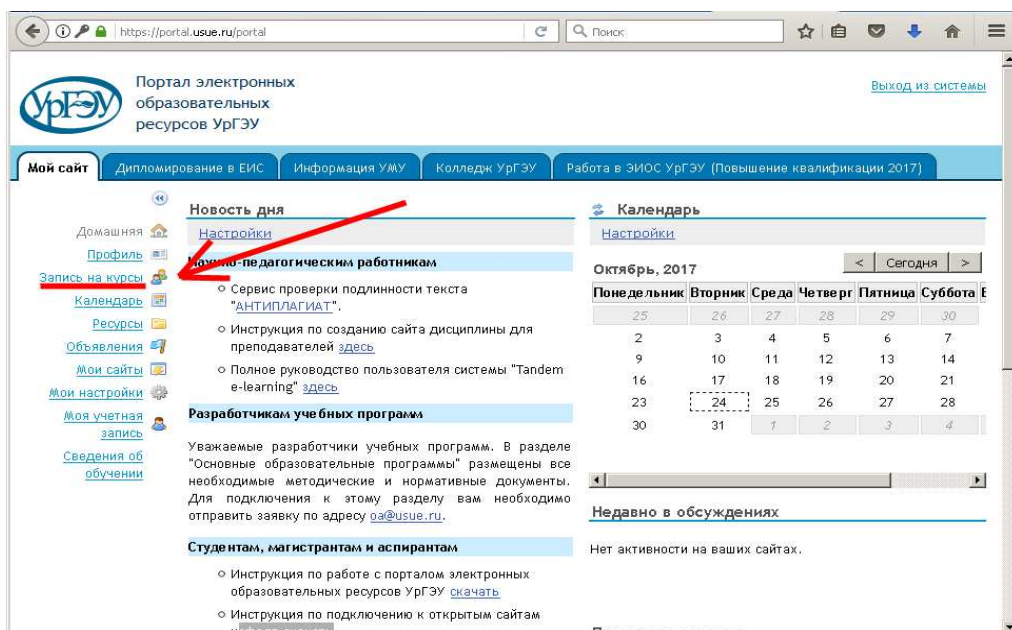 https://portal.usue.ru/portal
Поиск
УрГЭУ
Портал электронных
образовательных
ресурсов УрГЭУ
Выход из системы
Мой сайт
Дипломирование в ЕИС
Информация УМУ
Колледж УрГЭУ
Работа в ЭИОС УрГЭУ (Повышение квалификации 2017)
Домашняя
Профиль
Запись на курсы
Календарь
Ресурсы
Объявления
Мои сайты
Мои настройки
Моя учетная
запись
Сведения об
обучении
Новость дня
Настройки
Научно-педагогическим работникам
Сервис проверки подлинности текста
"АНТИПЛАГИАТ".
Инструкция по созданию сайта дисциплины для
преподавателей здесь
Полное руководство пользователя системы "Tandem
e-learning" здесь
Разработчикам учебных программ
Уважаемые разработчики учебных программ. В разделе
"Основные образовательные программы" размещены все
необходимые методические и нормативные документы.
Для подключения к этому разделу вам необходимо
отправить заявку по адресу oa@usue.ru.
Студентам, магистрантам и аспирантам
Инструкция по работе с порталом электронных
образовательных ресурсов УрГЭУ скачать
Инструкция по подключению к открытым сайтам
Календарь
Настройки
Октябрь, 2017
< Сегодня >
Понедельник Вторник Среда Четверг Пятница Суббота
25 26 27 28 29 30
2 3 4 5 6 7
9 10 11 12 13 14
16 17 18 19 20 21
23 24 25 26 27 28
30 31 1 2 3 4
Недавно в обсуждениях
Нет активности на ваших сайтах.